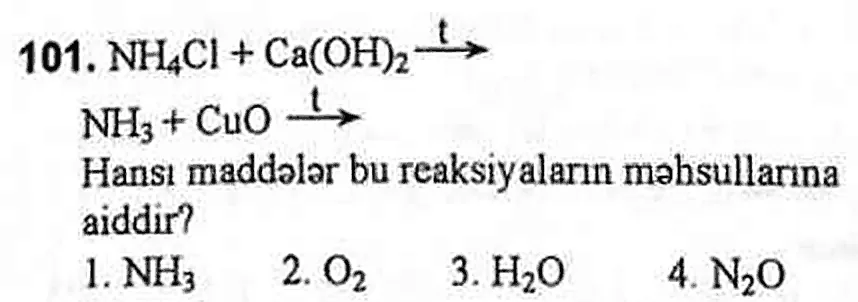 101. NH₄Cl + Ca(OH)₂ —t→
NH₃ + CuO —t→
Hansı maddələr bu reaksiyaların məhsullarına
aiddir?
1. NH₃ 2. O₂ 3. H₂O 4. N₂O